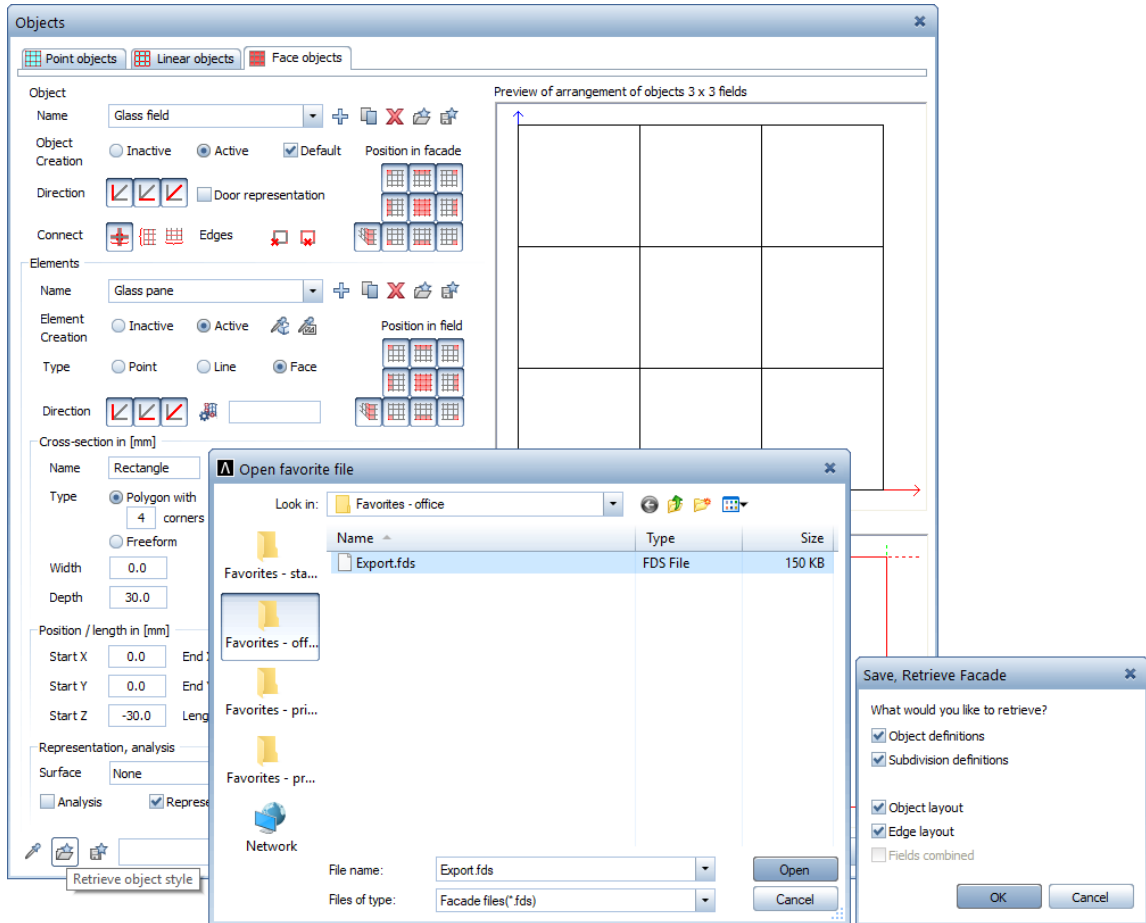 Objects
Point objects Linear objects Face objects
Object
Preview of arrangement of objects 3 x 3 fields
Name Glass field
Object Creation Inactive Active Default Position in facade
Direction Door representation
Connect Edges
Elements
Name Glass pane
Element Creation Inactive Active Position in field
Type Point Line Face
Direction
Cross-section in [mm]
Name Rectangle
Type Polygon with
4 corners
Freeform
Width 0.0
Depth 30.0
Position / length in [mm]
Start X 0.0 End
Start Y 0.0 End
Start Z -30.0 Leng
Representation, analysis
Surface None
Analysis Represe
Retrieve object style
Open favorite file
Look in: Favorites - office
Name Type Size
Export.fds FDS File 150 KB
Favorites - sta...
Favorites - off...
Favorites - pri...
Favorites - pr...
Network
File name: Export.fds Open
Files of type: Facade files(*.fds) Cancel
Save, Retrieve Facade
What would you like to retrieve?
Object definitions
Subdivision definitions
Object layout
Edge layout
Fields combined
OK Cancel